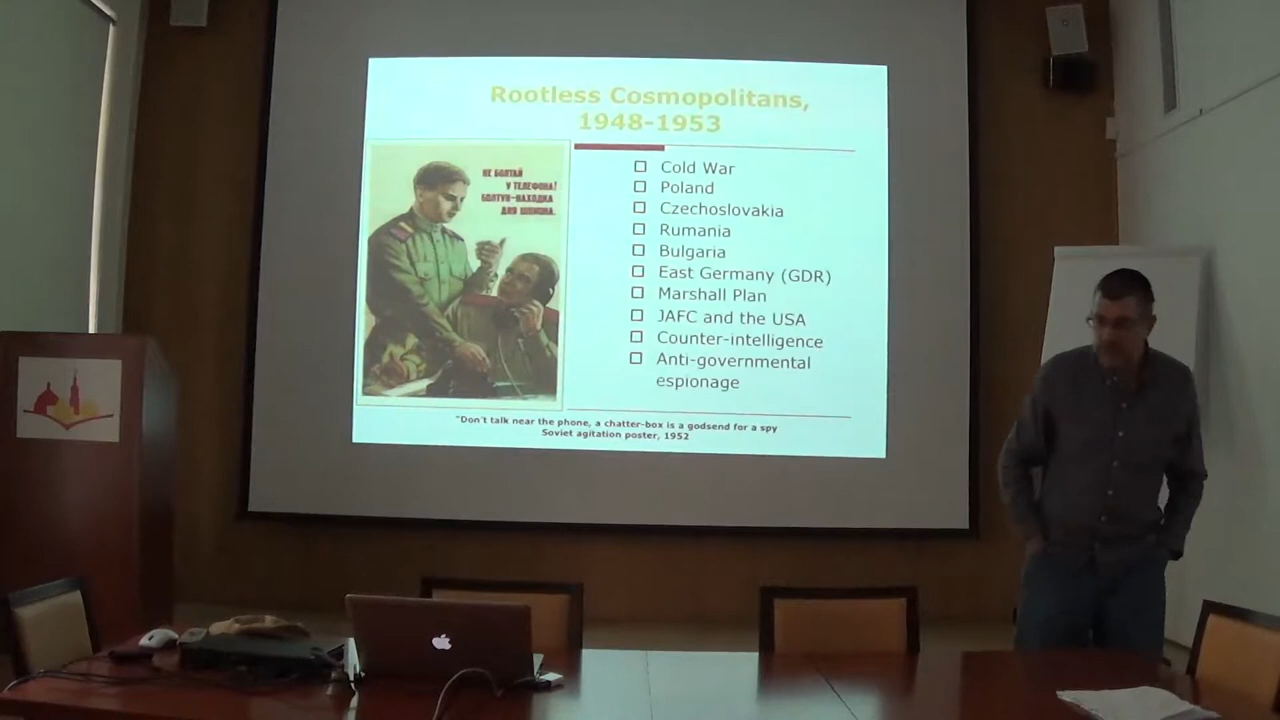 Rootless Cosmopolitans,
1948-1953
НЕ БОЛТАЙ
У ТЕЛЕФОНА!
БОЛТУН-НАХОДКА
ДЛЯ ШПИОНА.
Cold War
Poland
Czechoslovakia
Rumania
Bulgaria
East Germany (GDR)
Marshall Plan
JAFC and the USA
Counter-intelligence
Anti-governmental
espionage
"Don't talk near the phone, a chatter-box is a godsend for a spy
Soviet agitation poster, 1952